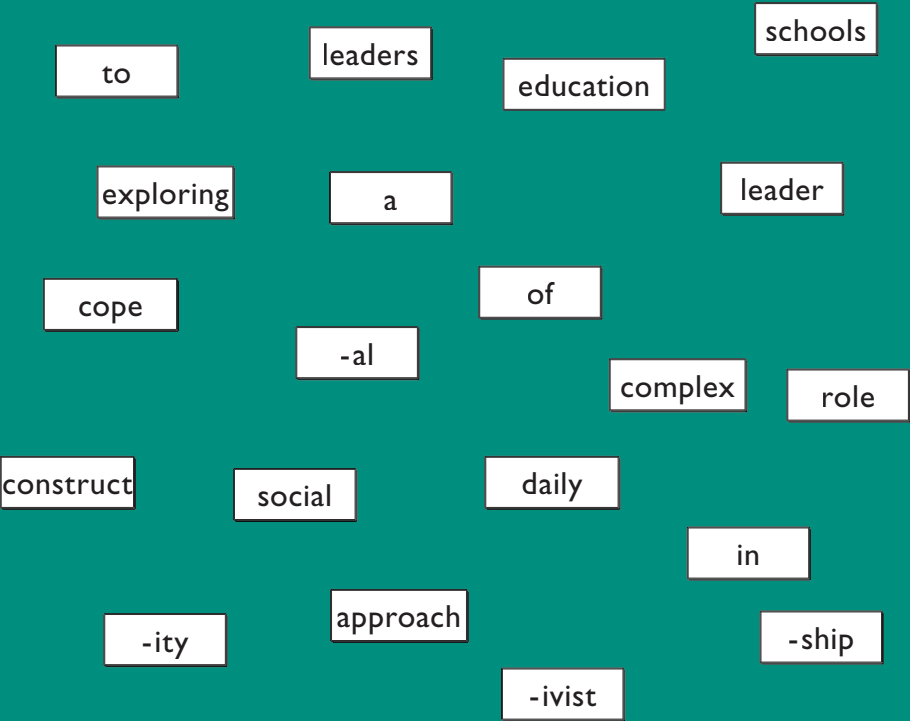 schools
leaders
to
education
exploring
a
leader
of
cope
-al
complex
role
construct
social
daily
in
approach
-ity
-ship
-ivist